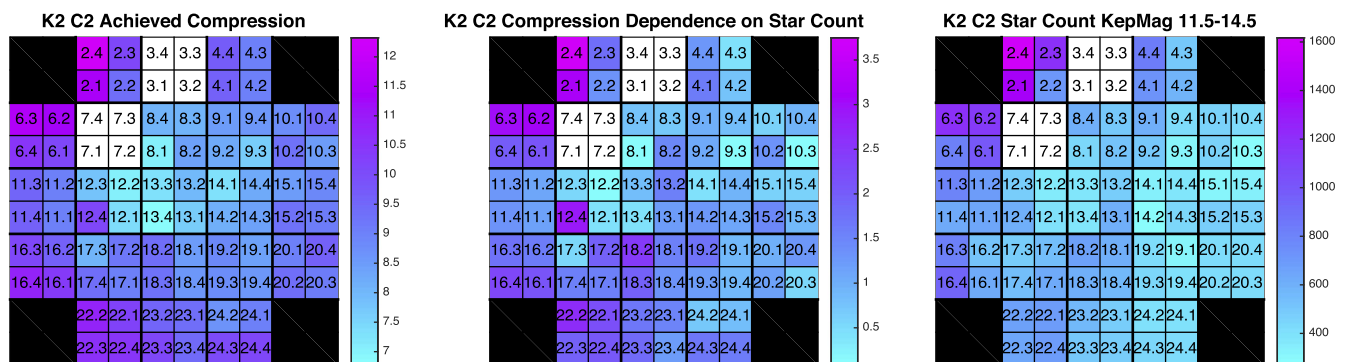 K2 C2 Achieved Compression
2.4 2.3 3.4 3.3 4.4 4.3
2.1 2.2 3.1 3.2 4.1 4.2
6.3 6.2 7.4 7.3 8.4 8.3 9.1 9.4 10.1 10.4
6.4 6.1 7.1 7.2 8.1 8.2 9.2 9.3 10.2 10.3
11.3 11.2 12.3 12.2 13.3 13.2 14.1 14.4 15.1 15.4
11.4 11.1 12.4 12.1 13.4 13.1 14.2 14.3 15.2 15.3
16.3 16.2 17.3 17.2 18.2 18.1 19.2 19.1 20.1 20.4
16.4 16.1 17.4 17.1 18.3 18.4 19.3 19.4 20.2 20.3
22.2 22.1 23.2 23.1 24.2 24.1
22.3 22.4 23.3 23.4 24.3 24.4
12
11.5
11
10.5
10
9.5
9
8.5
8
7.5
7
K2 C2 Compression Dependence on Star Count
2.4 2.3 3.4 3.3 4.4 4.3
2.1 2.2 3.1 3.2 4.1 4.2
6.3 6.2 7.4 7.3 8.4 8.3 9.1 9.4 10.1 10.4
6.4 6.1 7.1 7.2 8.1 8.2 9.2 9.3 10.2 10.3
11.3 11.2 12.3 12.2 13.3 13.2 14.1 14.4 15.1 15.4
11.4 11.1 12.4 12.1 13.4 13.1 14.2 14.3 15.2 15.3
16.3 16.2 17.3 17.2 18.2 18.1 19.2 19.1 20.1 20.4
16.4 16.1 17.4 17.1 18.3 18.4 19.3 19.4 20.2 20.3
22.2 22.1 23.2 23.1 24.2 24.1
22.3 22.4 23.3 23.4 24.3 24.4
3.5
3
2.5
2
1.5
1
0.5
K2 C2 Star Count KepMag 11.5-14.5
2.4 2.3 3.4 3.3 4.4 4.3
2.1 2.2 3.1 3.2 4.1 4.2
6.3 6.2 7.4 7.3 8.4 8.3 9.1 9.4 10.1 10.4
6.4 6.1 7.1 7.2 8.1 8.2 9.2 9.3 10.2 10.3
11.3 11.2 12.3 12.2 13.3 13.2 14.1 14.4 15.1 15.4
11.4 11.1 12.4 12.1 13.4 13.1 14.2 14.3 15.2 15.3
16.3 16.2 17.3 17.2 18.2 18.1 19.2 19.1 20.1 20.4
16.4 16.1 17.4 17.1 18.3 18.4 19.3 19.4 20.2 20.3
22.2 22.1 23.2 23.1 24.2 24.1
22.3 22.4 23.3 23.4 24.3 24.4
1600
1400
1200
1000
800
600
400